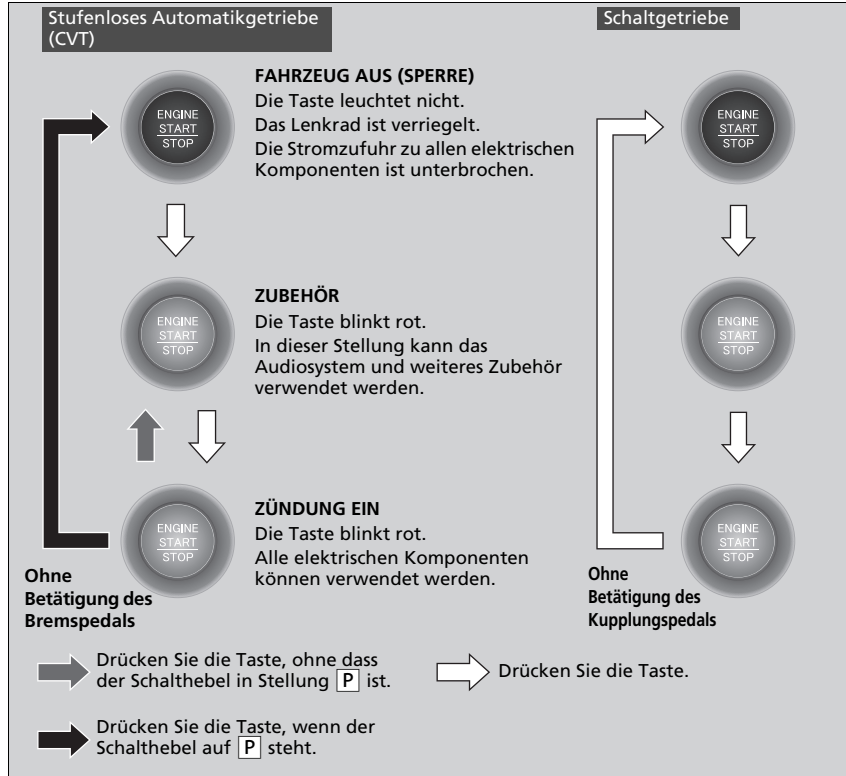 Stufenloses Automatikgetriebe
(CVT)
Schaltgetriebe
ENGINE
START
STOP
FAHRZEUG AUS (SPERRE)
Die Taste leuchtet nicht.
Das Lenkrad ist verriegelt.
Die Stromzufuhr zu allen elektrischen
Komponenten ist unterbrochen.
ENGINE
START
STOP
ENGINE
START
STOP
ZUBEHÖR
Die Taste blinkt rot.
In dieser Stellung kann das
Audiosystem und weiteres Zubehör
verwendet werden.
ENGINE
START
STOP
ENGINE
START
STOP
ZÜNDUNG EIN
Die Taste blinkt rot.
Alle elektrischen Komponenten
können verwendet werden.
ENGINE
START
STOP
Ohne
Betätigung des
Bremspedals
Ohne
Betätigung des
Kupplungspedals
Drücken Sie die Taste, ohne dass
der Schalthebel in Stellung P ist.
Drücken Sie die Taste.
Drücken Sie die Taste, wenn der
Schalthebel auf P steht.